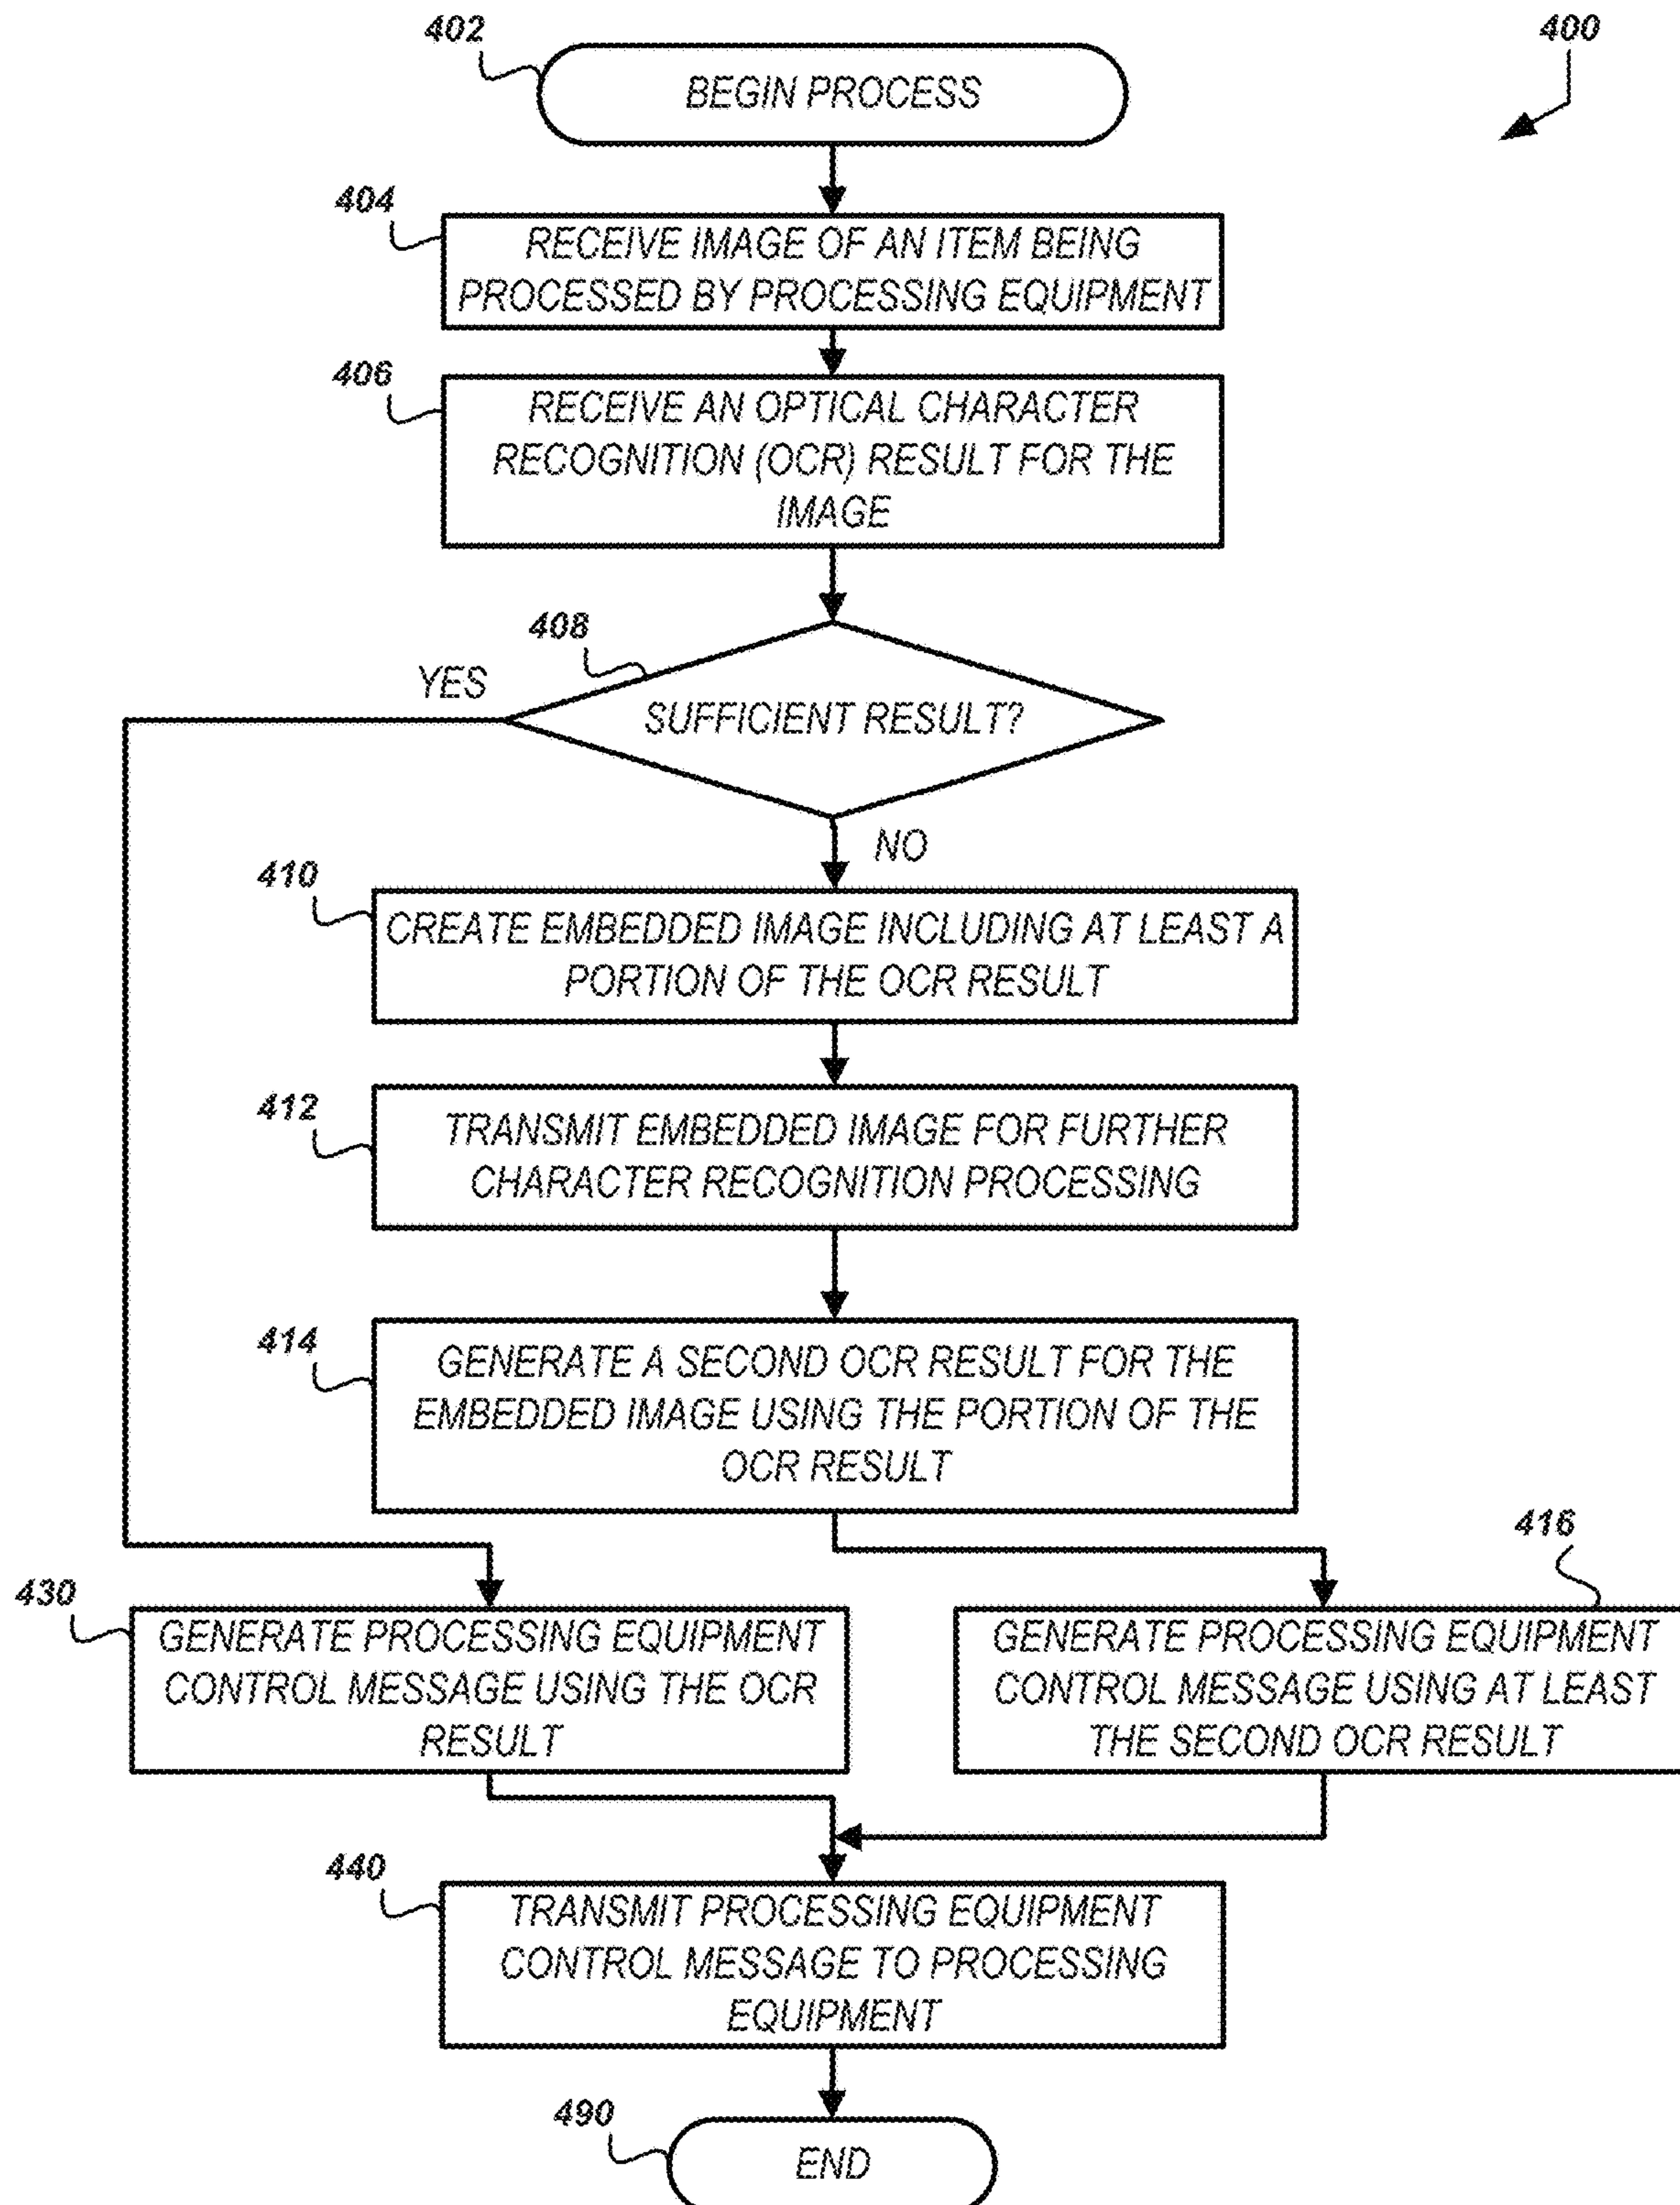 402
400
BEGIN PROCESS
404
RECEIVE IMAGE OF AN ITEM BEING
PROCESSED BY PROCESSING EQUIPMENT
406
RECEIVE AN OPTICAL CHARACTER
RECOGNITION (OCR) RESULT FOR THE
IMAGE
408
YES
SUFFICIENT RESULT?
NO
410
CREATE EMBEDDED IMAGE INCLUDING AT LEAST A
PORTION OF THE OCR RESULT
412
TRANSMIT EMBEDDED IMAGE FOR FURTHER
CHARACTER RECOGNITION PROCESSING
414
GENERATE A SECOND OCR RESULT FOR THE
EMBEDDED IMAGE USING THE PORTION OF THE
OCR RESULT
430
GENERATE PROCESSING EQUIPMENT
CONTROL MESSAGE USING THE OCR
RESULT
416
GENERATE PROCESSING EQUIPMENT
CONTROL MESSAGE USING AT LEAST
THE SECOND OCR RESULT
440
TRANSMIT PROCESSING EQUIPMENT
CONTROL MESSAGE TO PROCESSING
EQUIPMENT
490
END